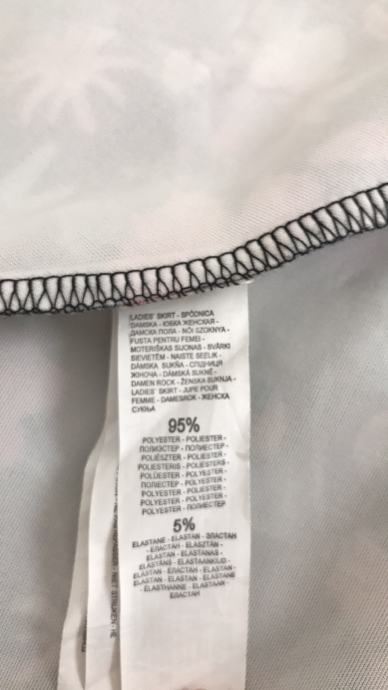 LADIES' SKIRT - SPÓDNICA
DAMSKA - ЮБКА ЖЕНСКАЯ -
ДАМСКА ПОЛА - NŐI SZOKNYA -
FUSTA PENTRU FEMEI -
MOTERIŠKAS SIJONAS - SVĀRKI
SIEVIETĒM - NAISTE SEELIK -
DÁMSKA SUKŇA - СПІДНИЦЯ
ЖІНОЧА - DÁMSKÁ SUKNĚ -
DAMEN ROCK - ŽENSKA SUKNJA -
LADIES' SKIRT - JUPE POUR
FEMME - DAMESROK - ЖЕНСКА
СУКЊА
95%
POLYESTER - POLIESTER -
ПОЛИЭСТЕР - ПОЛИЕСТЕР -
POLIÉSZTER - POLIESTER -
POLIESTERIS - POLIESTERS -
POLÜESTER - POLYESTER -
ПОЛІЕСТЕР - POLYESTER -
POLYESTER - POLIESTER -
POLYESTER - POLYESTER -
POLYESTER - ПОЛИЕСТЕР
5%
ELASTANE - ELASTAN - ЭЛАСТАН
- ЕЛАСТАН - ELASZTÁN -
ELASTAN - ELASTANAS -
ELASTĀNS - ELASTAANKIUD -
ELASTAN - ЕЛАСТАН - ELASTAN -
ELASTAN - ELASTAN - ELASTANE
- ÉLASTHANNE - ELASTAAN -
ЕЛАСТАН